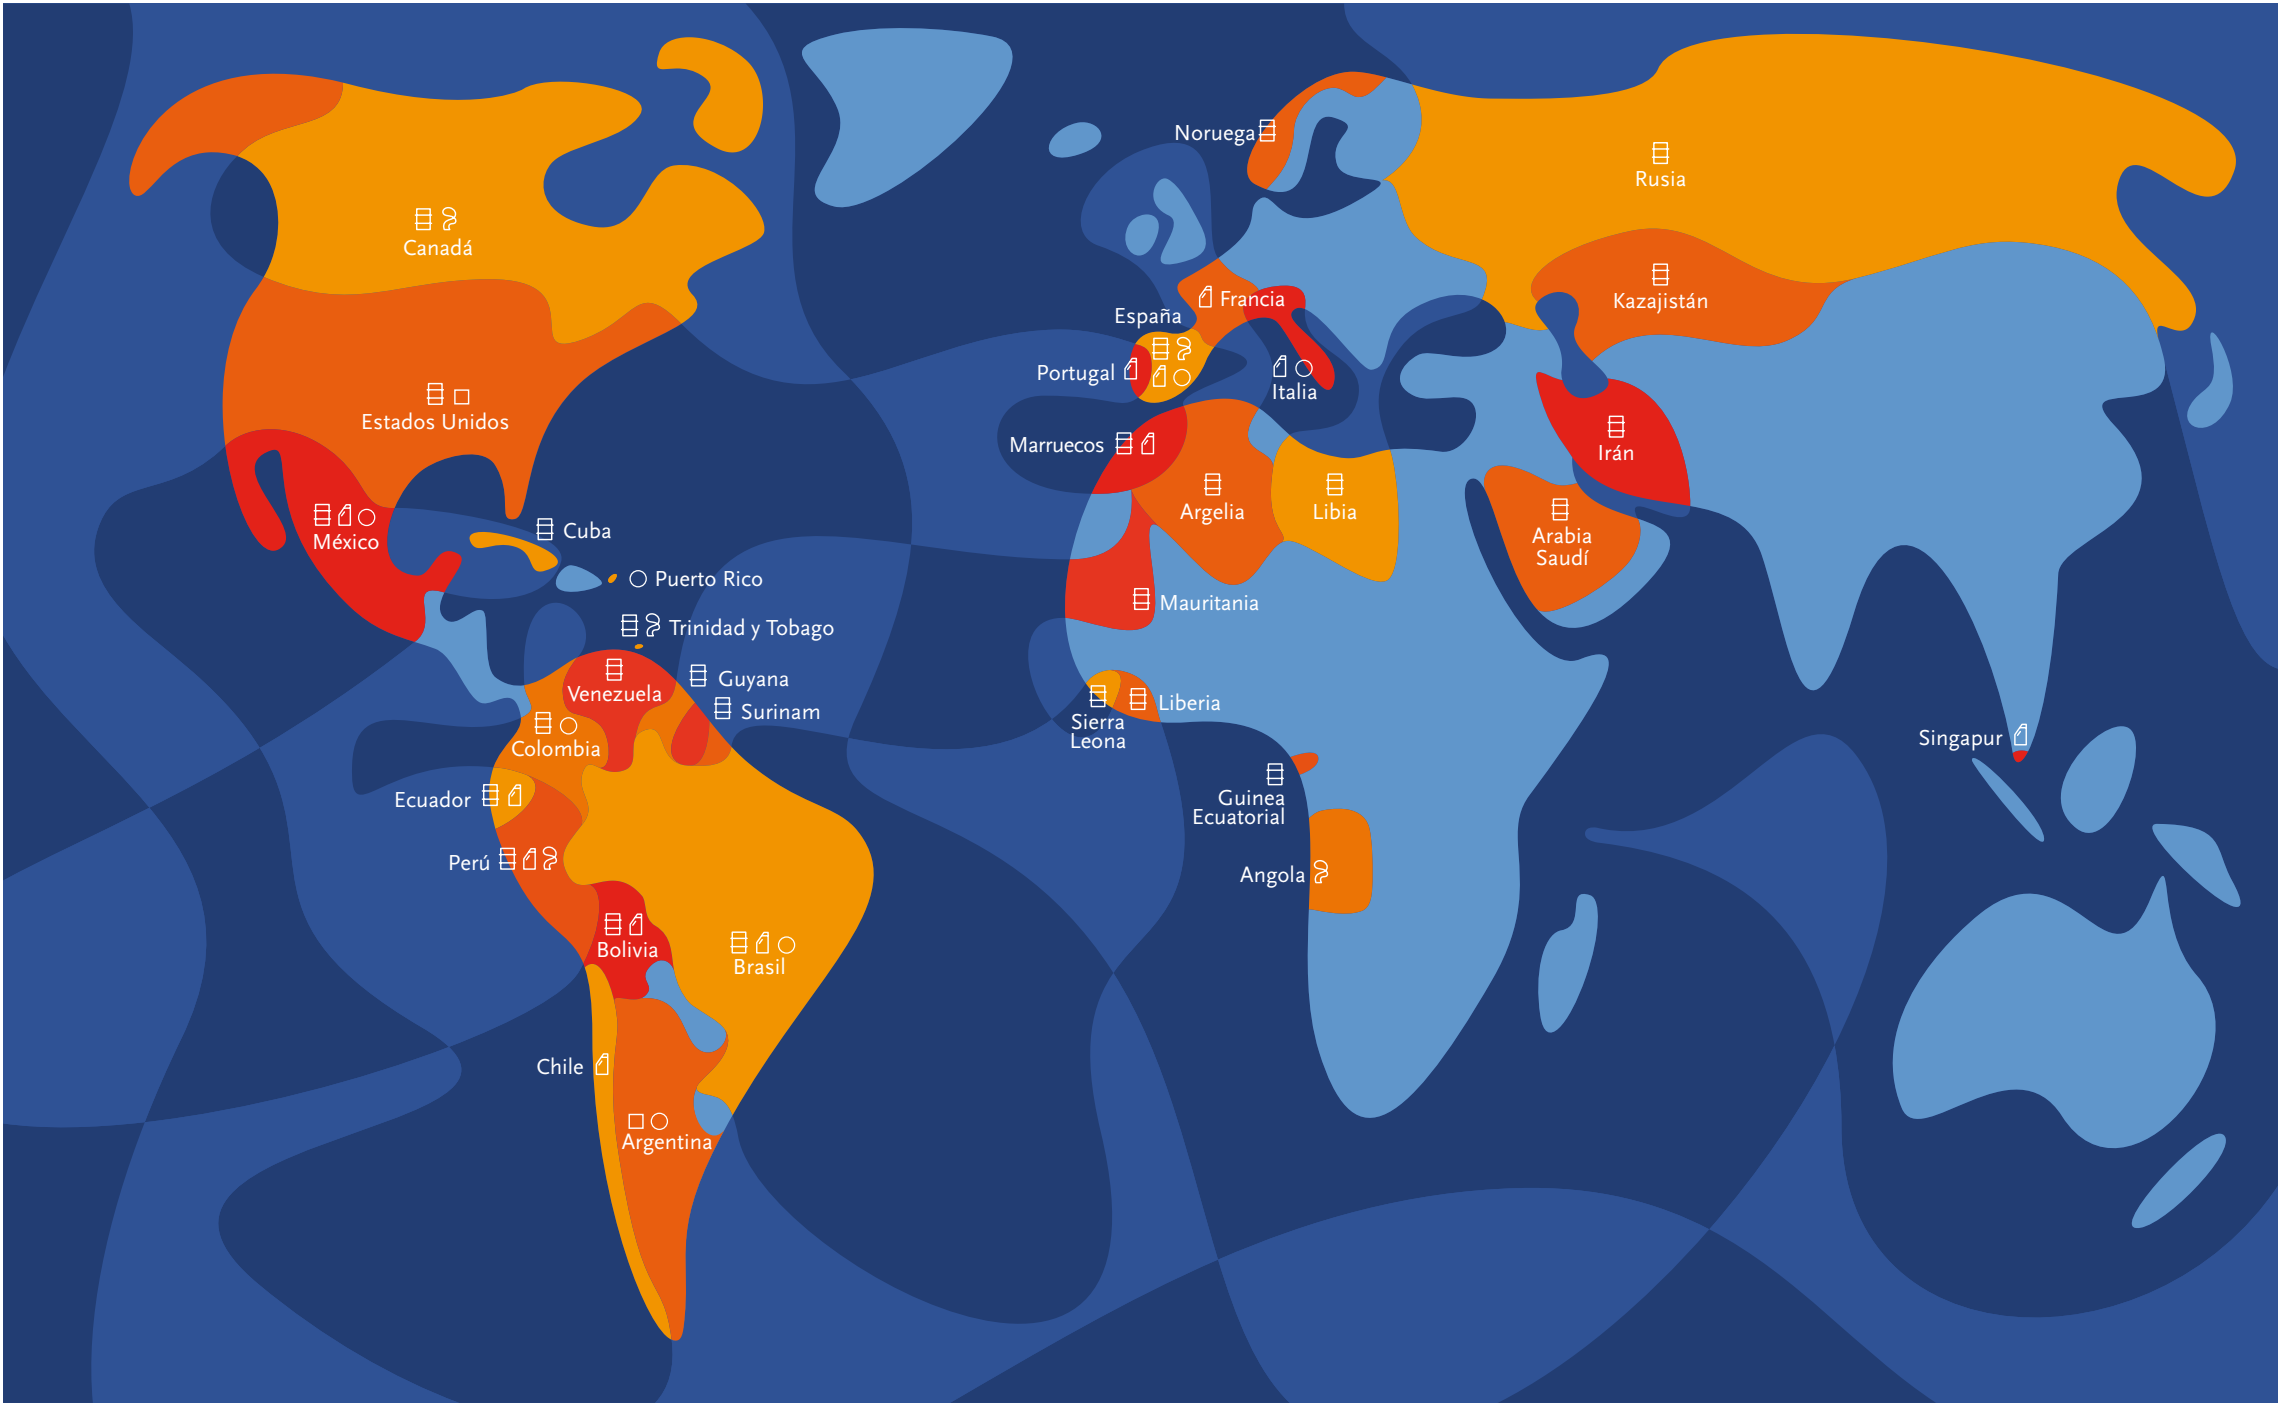 Noruega
Rusia
Canadá
Kazajistán
Francia
España
Portugal
Italia
Estados Unidos
Marruecos
Irán
Argelia
Libia
México
Cuba
Arabia
Saudí
Puerto Rico
Mauritania
Trinidad y Tobago
Venezuela
Guyana
Surinam
Liberia
Sierra
Leona
Colombia
Singapur
Ecuador
Guinea
Ecuatorial
Perú
Angola
Bolivia
Brasil
Chile
Argentina